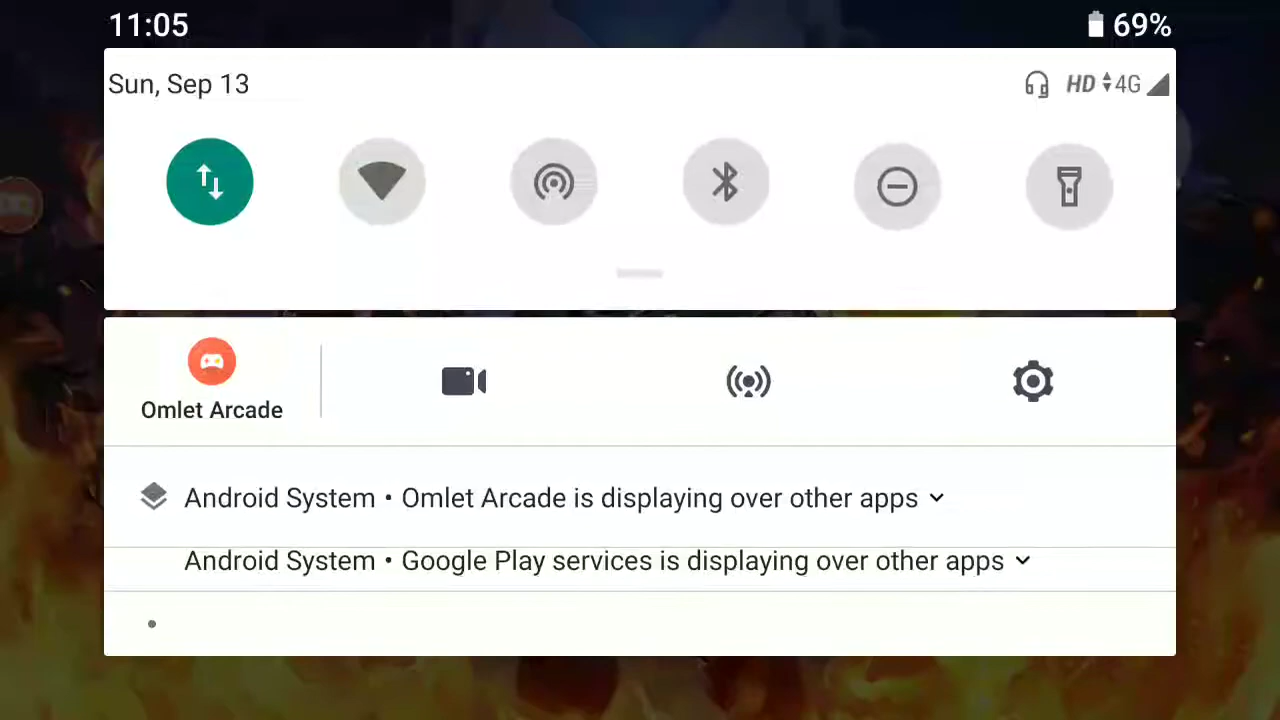 11:05
69%
Sun, Sep 13
HD 4G
Omlet Arcade
Android System • Omlet Arcade is displaying over other apps
Android System • Google Play services is displaying over other apps